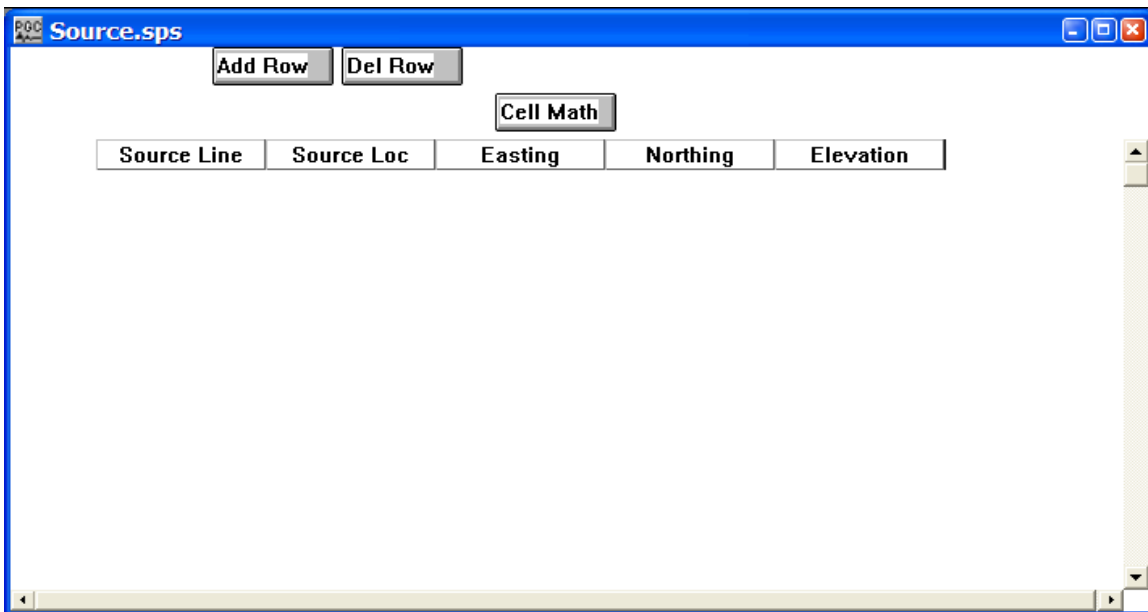 Source.sps
Add Row Del Row
Cell Math
Source Line Source Loc Easting Northing Elevation